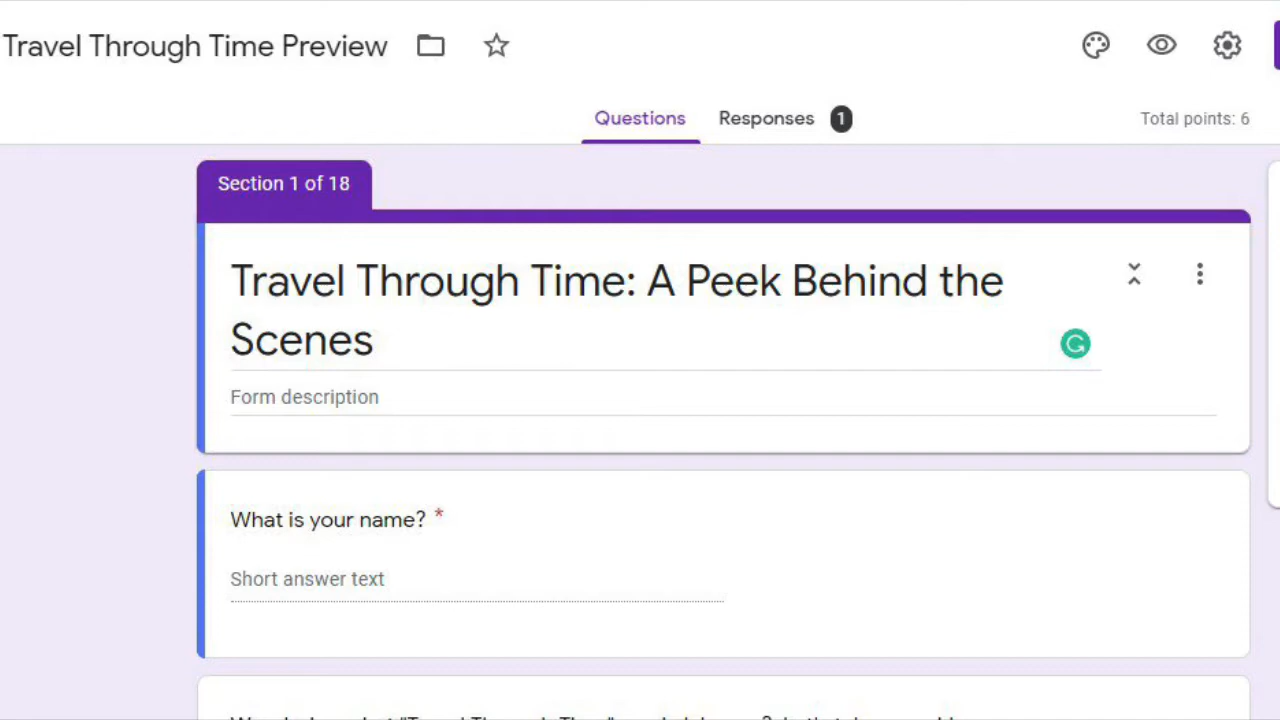 Travel Through Time Preview
Questions
Responses 1
Total points: 6
Section 1 of 18
Travel Through Time: A Peek Behind the
Scenes
Form description
What is your name? *
Short answer text